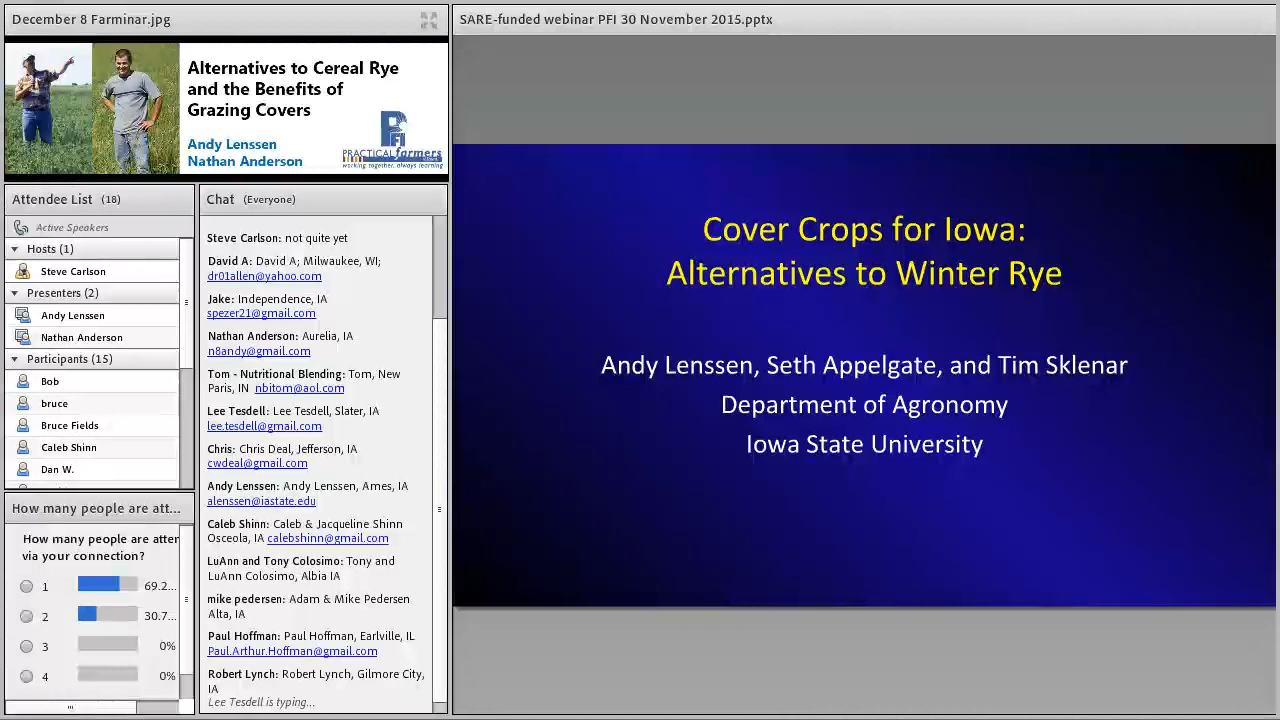 December 8 Farminar.jpg
Alternatives to Cereal Rye
and the Benefits of
Grazing Covers
Andy Lenssen
Nathan Anderson
PFI
PRACTICAL farmers
working together, always learning
Attendee List (18)
Active Speakers
Hosts (1)
Steve Carlson
Presenters (2)
Andy Lenssen
Nathan Anderson
Participants (15)
Bob
bruce
Bruce Fields
Caleb Shinn
Dan W.
How many people are att...
How many people are atter
via your connection?
1 69.2...
2 30.7...
3 0%
4 0%
Chat (Everyone)
Steve Carlson: not quite yet
David A: David A; Milwaukee, WI;
dr01allen@yahoo.com
Jake: Independence, IA
spezer21@gmail.com
Nathan Anderson: Aurelia, IA
n8andy@gmail.com
Tom - Nutritional Blending: Tom, New
Paris, IN nbitom@aol.com
Lee Tesdell: Lee Tesdell, Slater, IA
lee.tesdell@gmail.com
Chris: Chris Deal, Jefferson, IA
cwdeal@gmail.com
Andy Lenssen: Andy Lenssen, Ames, IA
alenssen@iastate.edu
Caleb Shinn: Caleb & Jacqueline Shinn
Osceola, IA calebshinn@gmail.com
LuAnn and Tony Colosimo: Tony and
LuAnn Colosimo, Albia IA
mike pedersen: Adam & Mike Pedersen
Alta, IA
Paul Hoffman: Paul Hoffman, Earlville, IL
Paul.Arthur.Hoffman@gmail.com
Robert Lynch: Robert Lynch, Gilmore City,
IA
Lee Tesdell is typing...
SARE-funded webinar PFI 30 November 2015.pptx
Cover Crops for Iowa:
Alternatives to Winter Rye
Andy Lenssen, Seth Appelgate, and Tim Sklenar
Department of Agronomy
Iowa State University